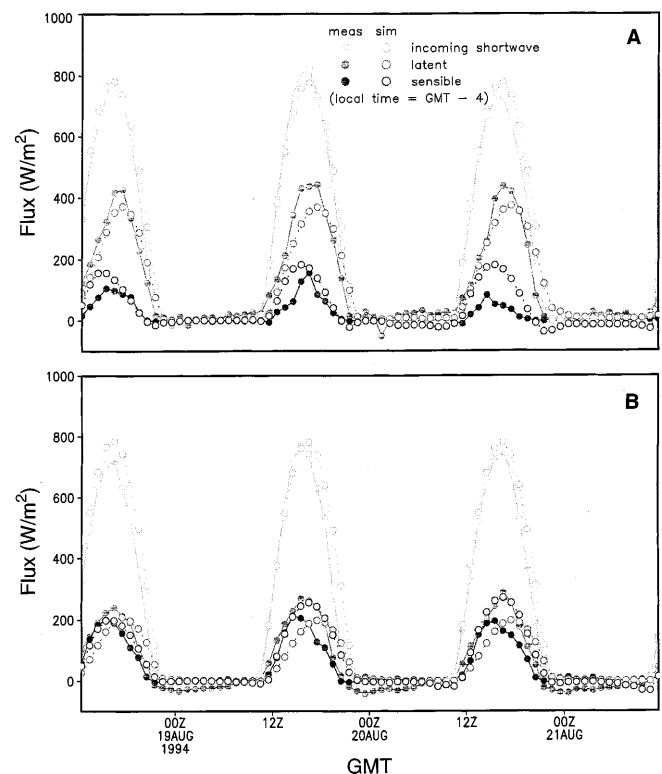 1000
800
600
400
200
0
Flux (W/m²)
A
meas sim
incoming shortwave
latent
sensible
(local time = GMT − 4)
1000
800
600
400
200
0
Flux (W/m²)
B
00Z
19AUG
1994
12Z
00Z
20AUG
12Z
00Z
21AUG
GMT